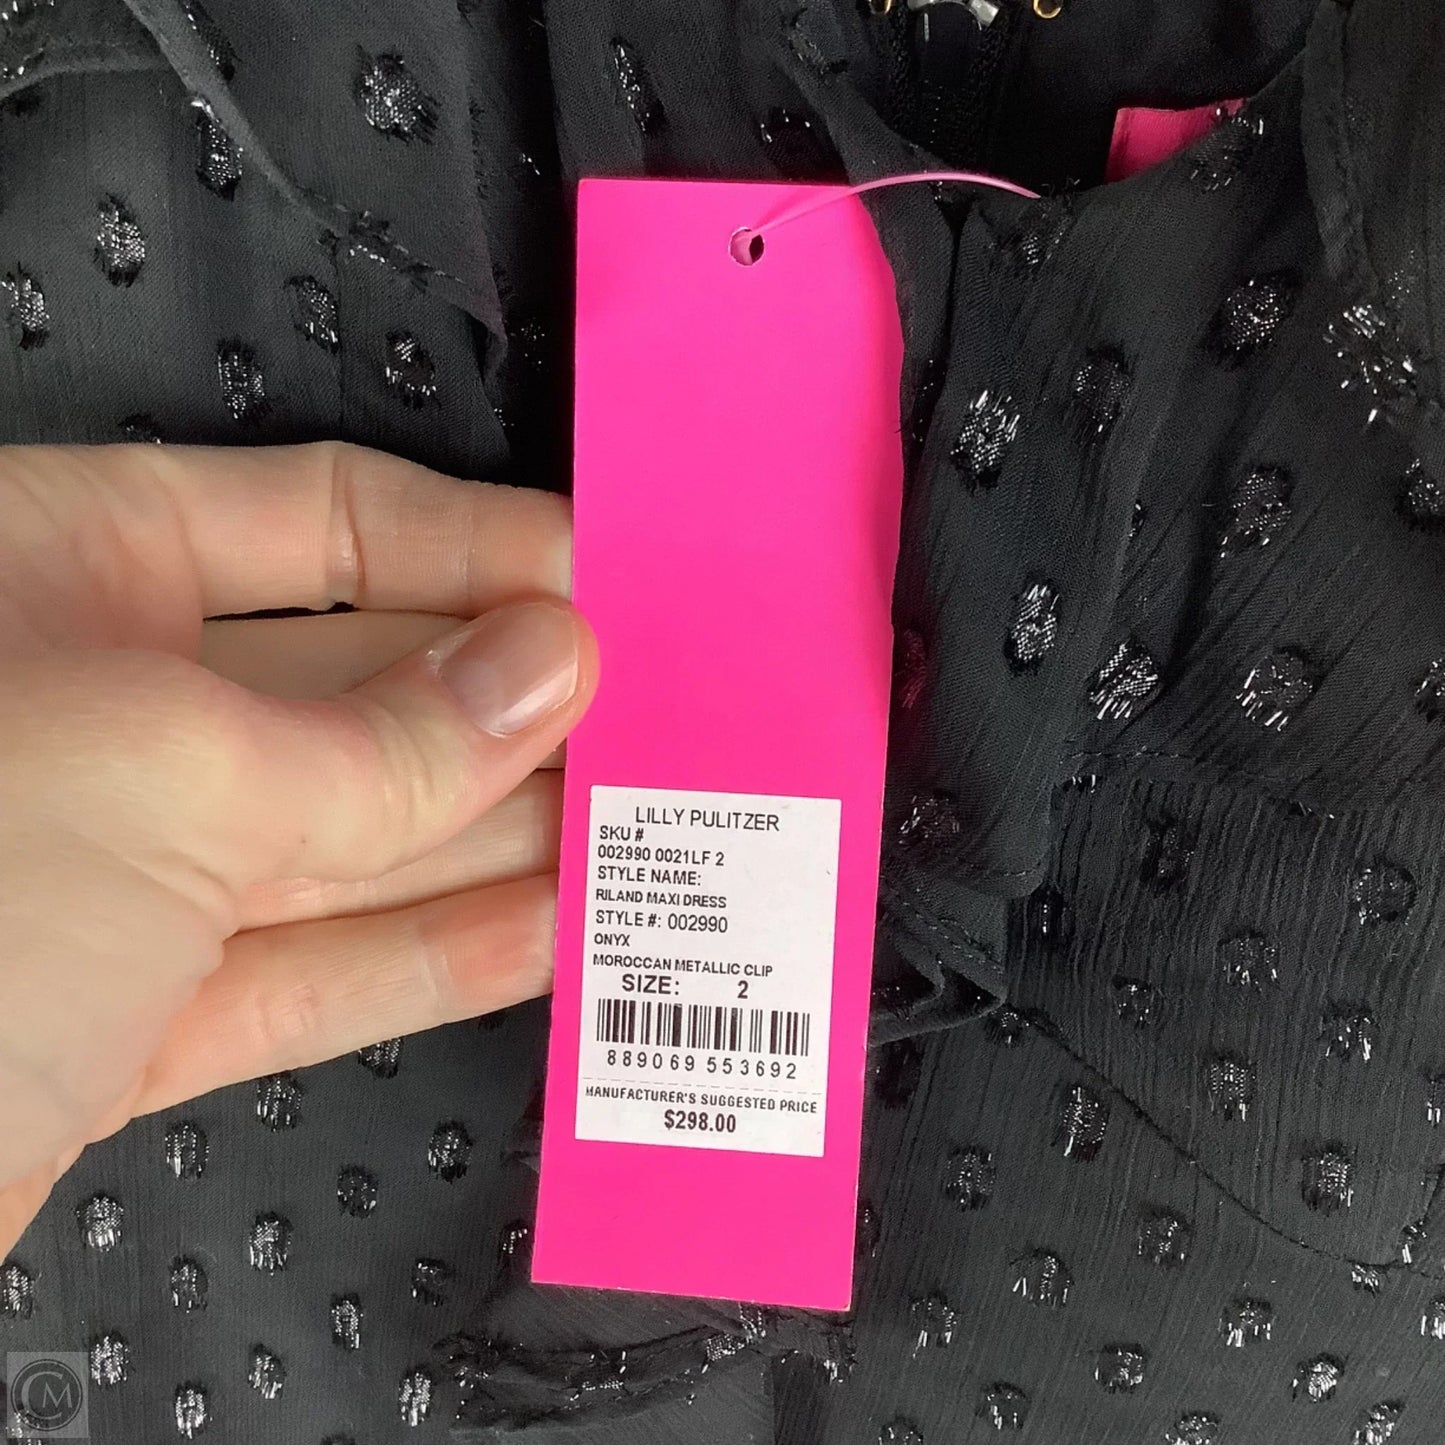 LILLY PULITZER
SKU #
002990 0021LF 2
STYLE NAME:
RILAND MAXI DRESS
STYLE #: 002990
ONYX
MOROCCAN METALLIC CLIP
SIZE: 2
889069 553692
MANUFACTURER'S SUGGESTED PRICE
$298.00
CM